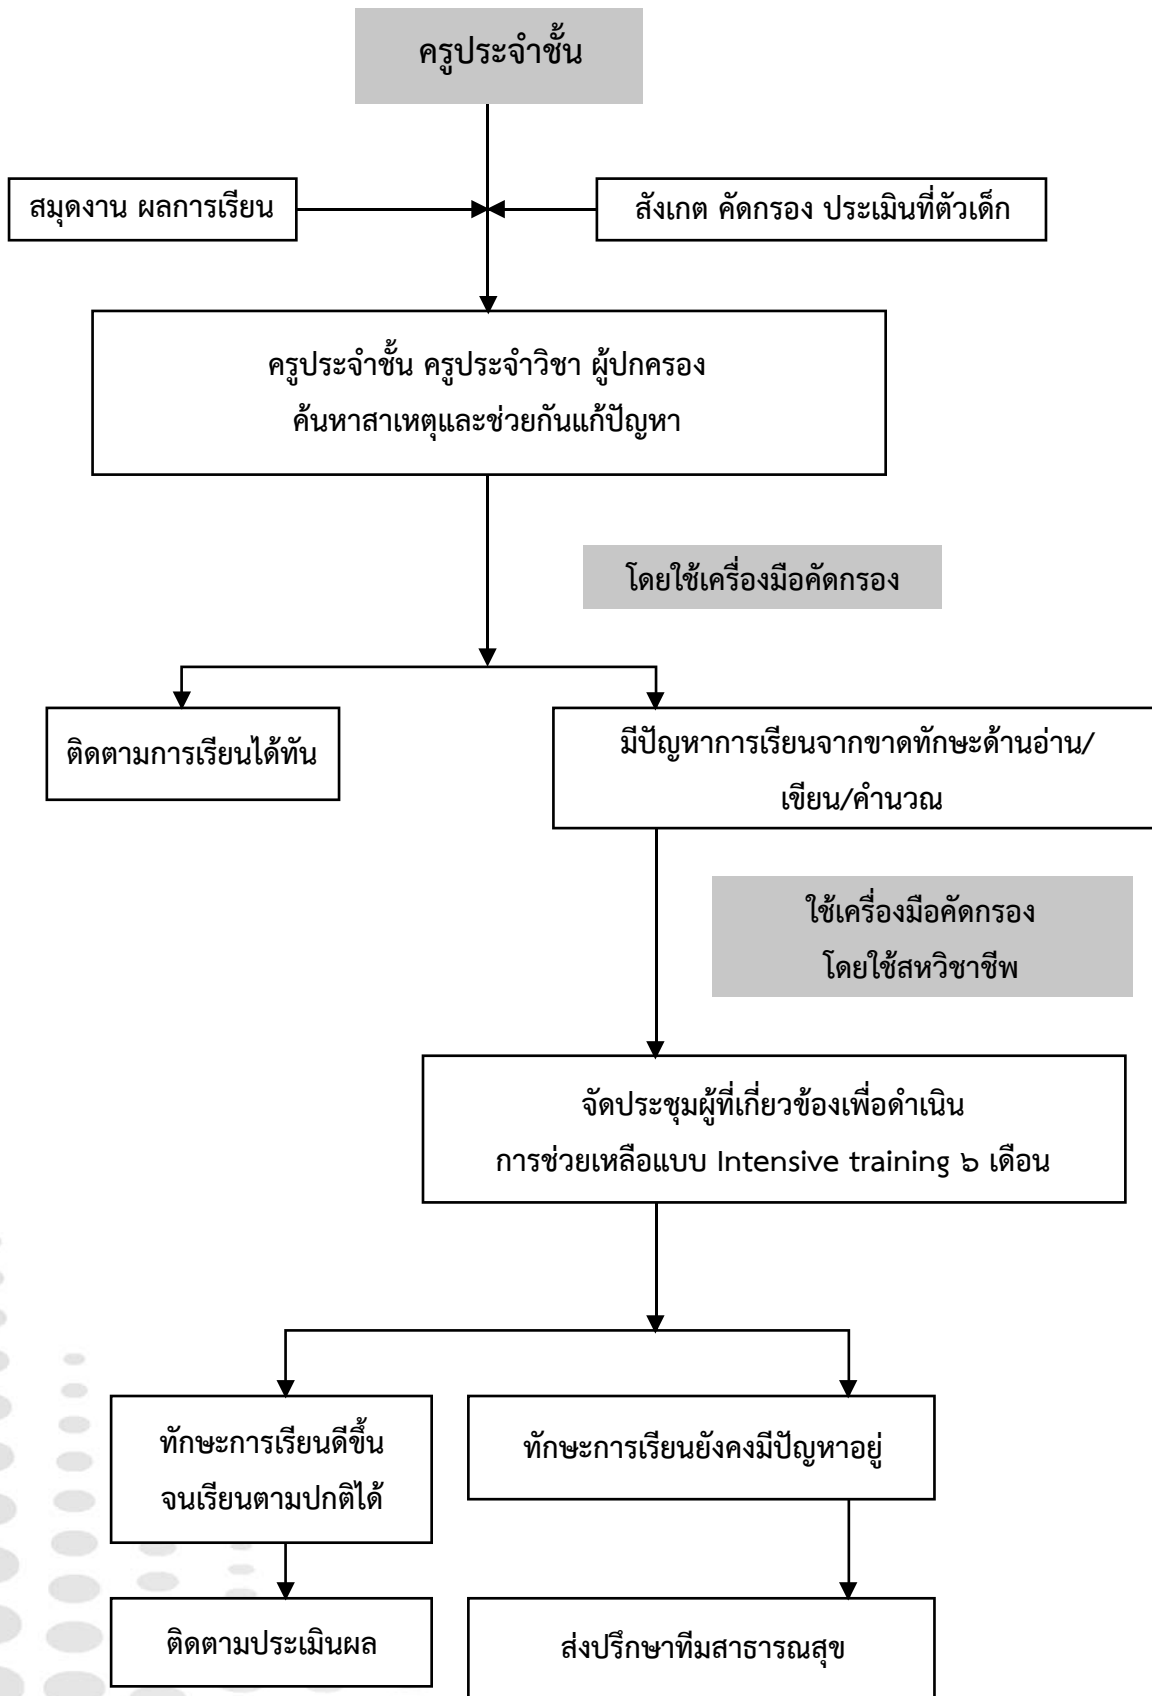 ครูประจำชั้น
สมุดงาน ผลการเรียน
สังเกต คัดกรอง ประเมินที่ตัวเด็ก
ครูประจำชั้น ครูประจำวิชา ผู้ปกครอง
ค้นหาสาเหตุและช่วยกันแก้ปัญหา
โดยใช้เครื่องมือคัดกรอง
ติดตามการเรียนได้ทัน
มีปัญหาการเรียนจากขาดทักษะด้านอ่าน/
เขียน/คำนวณ
ใช้เครื่องมือคัดกรอง
โดยใช้สหวิชาชีพ
จัดประชุมผู้ที่เกี่ยวข้องเพื่อดำเนิน
การช่วยเหลือแบบ Intensive training ๖ เดือน
ทักษะการเรียนดีขึ้น
จนเรียนตามปกติได้
ทักษะการเรียนยังคงมีปัญหาอยู่
ติดตามประเมินผล
ส่งปรึกษาทีมสาธารณสุข